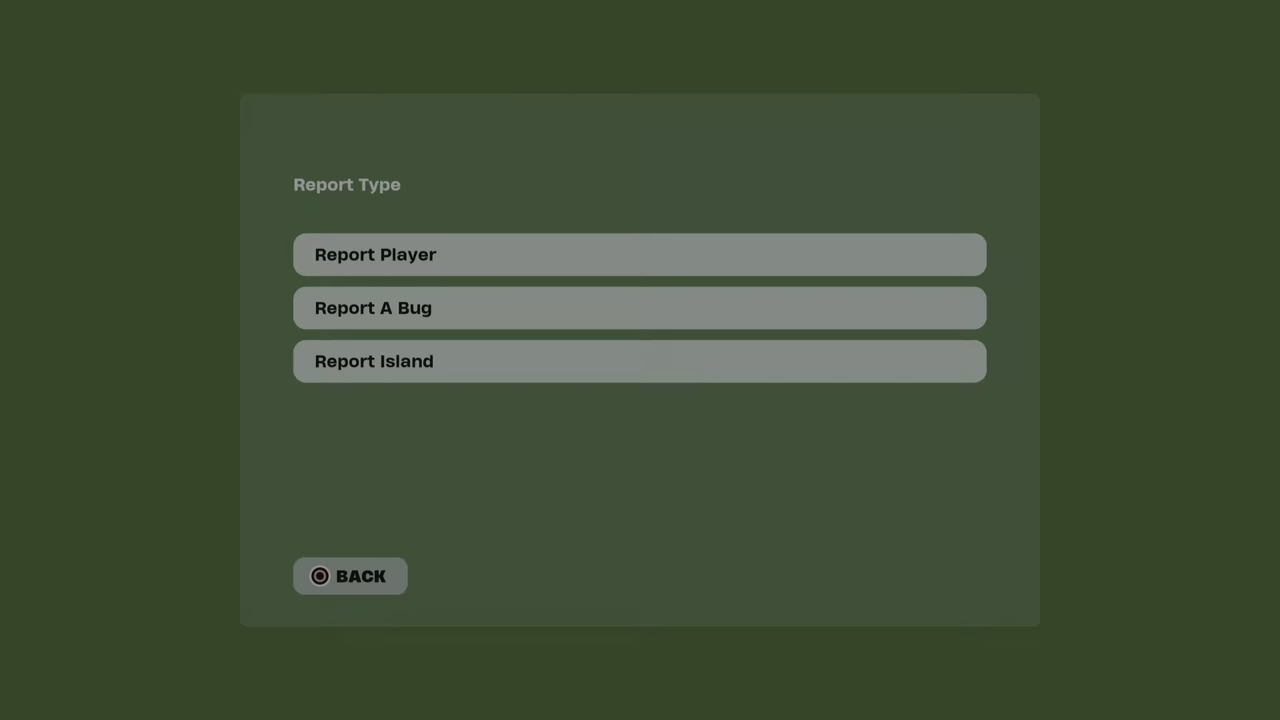 Report Type
Report Player
Report A Bug
Report Island
BACK